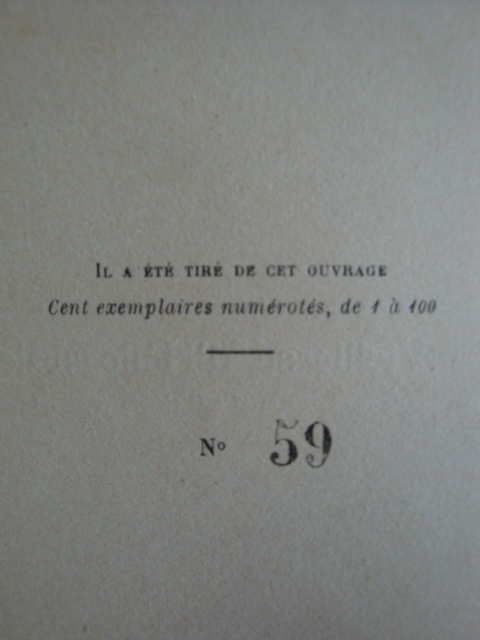 IL A ÉTÉ TIRÉ DE CET OUVRAGE
Cent exemplaires numérotés, de 1 à 100
Nº 59